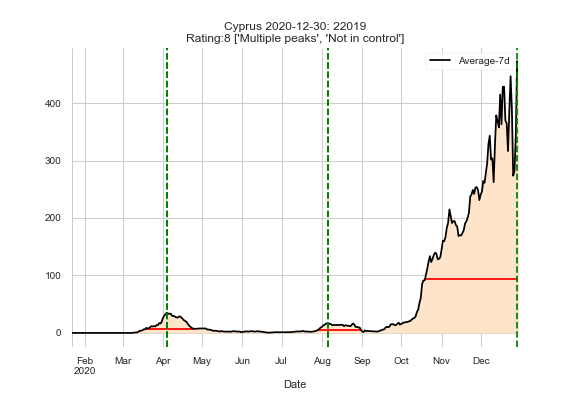 Cyprus 2020-12-30: 22019
Rating:8 ['Multiple peaks', 'Not in control']
Average-7d
400
300
200
100
0
Feb Mar Apr May Jun Jul Aug Sep Oct Nov Dec
2020
Date